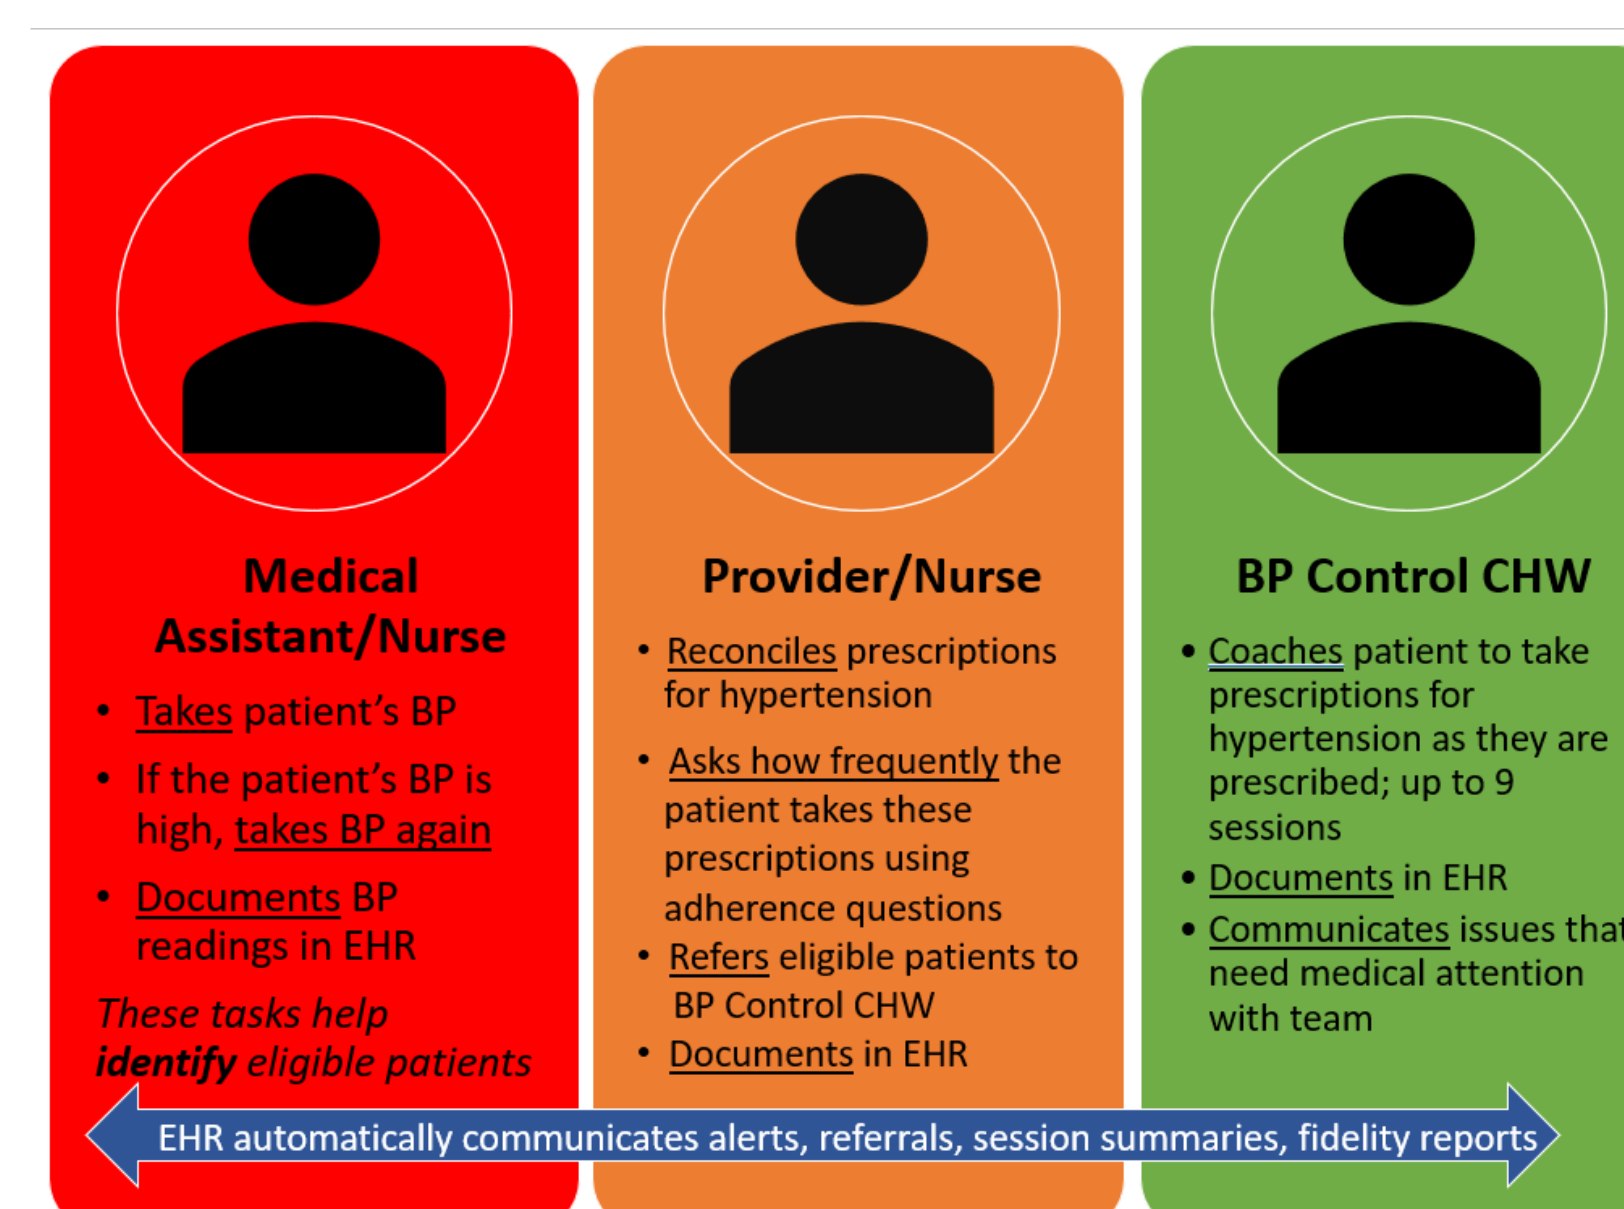 Medical
Assistant/Nurse
• Takes patient's BP
• If the patient's BP is
high, takes BP again
• Documents BP
readings in EHR
These tasks help
identify eligible patients
Provider/Nurse
• Reconciles prescriptions
for hypertension
• Asks how frequently the
patient takes these
prescriptions using
adherence questions
• Refers eligible patients to
BP Control CHW
• Documents in EHR
BP Control CHW
• Coaches patient to take
prescriptions for
hypertension as they are
prescribed; up to 9
sessions
• Documents in EHR
• Communicates issues that
need medical attention
with team
EHR automatically communicates alerts, referrals, session summaries, fidelity reports